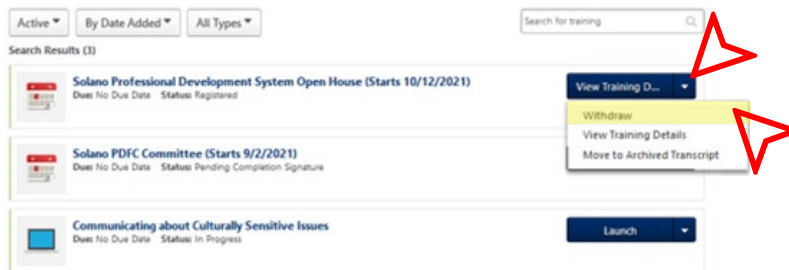 Active By Date Added All Types Search for training
Search Results (3)
Solano Professional Development System Open House (Starts 10/12/2021)
Due: No Due Date Status: Registered
View Training D...
Withdraw
View Training Details
Move to Archived Transcript
Solano PDFC Committee (Starts 9/2/2021)
Due: No Due Date Status: Pending Completion Signature
Communicating about Culturally Sensitive Issues
Due: No Due Date Status: In Progress
Launch